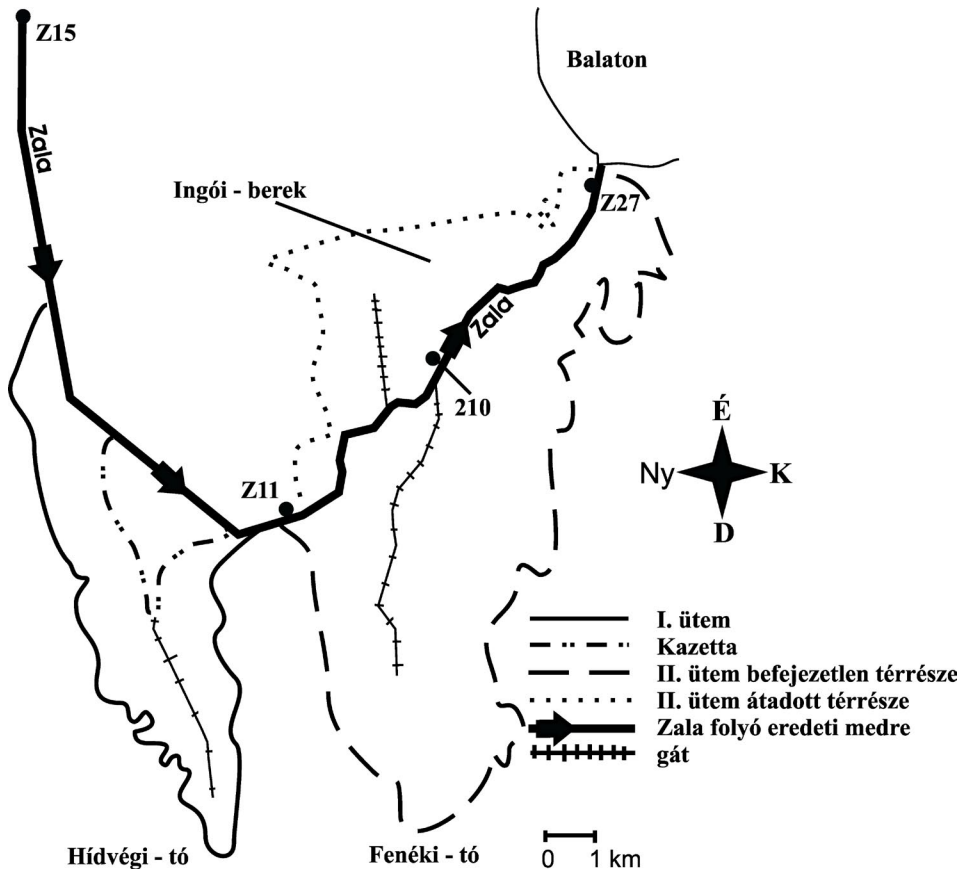 Z15
Balaton
Zala
Ingói - berek
Z27
Zala
210
É
Ny
K
D
Z11
I. ütem
Kazetta
II. ütem befejezetlen térrésze
II. ütem átadott térrésze
Zala folyó eredeti medre
gát
Hídvégi - tó
Fenéki - tó
0 1 km